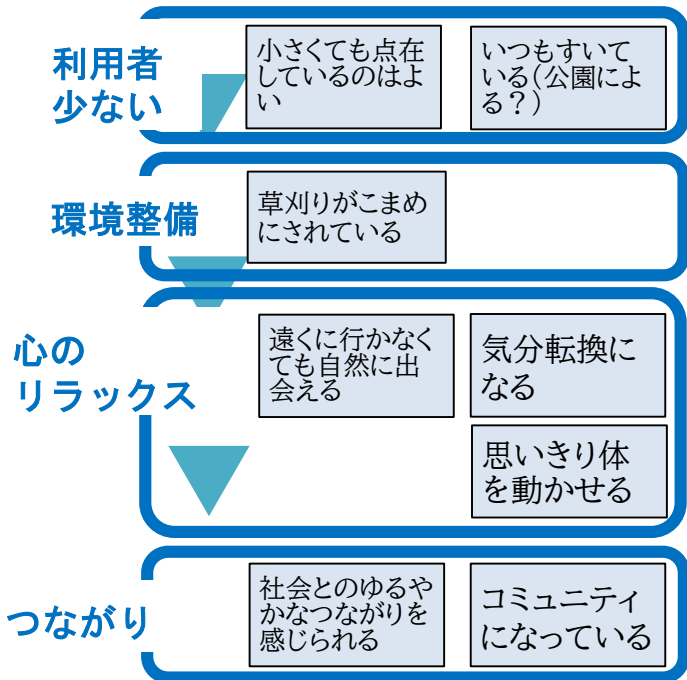 利用者
少ない
小さくても点在
しているのはよ
い
いつもすいて
いる(公園によ
る？)
環境整備
草刈りがこまめ
にされている
心の
リラックス
遠くに行かなく
ても自然に出
会える
気分転換に
なる
思いきり体
を動かせる
つながり
社会とのゆるや
かなつながりを
感じられる
コミュニティ
になっている